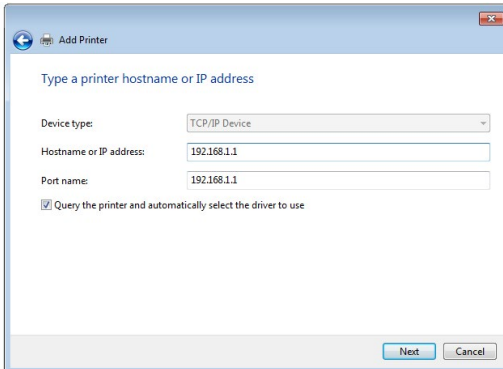 Add Printer
Type a printer hostname or IP address
Device type: TCP/IP Device
Hostname or IP address: 192.168.1.1
Port name: 192.168.1.1
Query the printer and automatically select the driver to use
Next Cancel